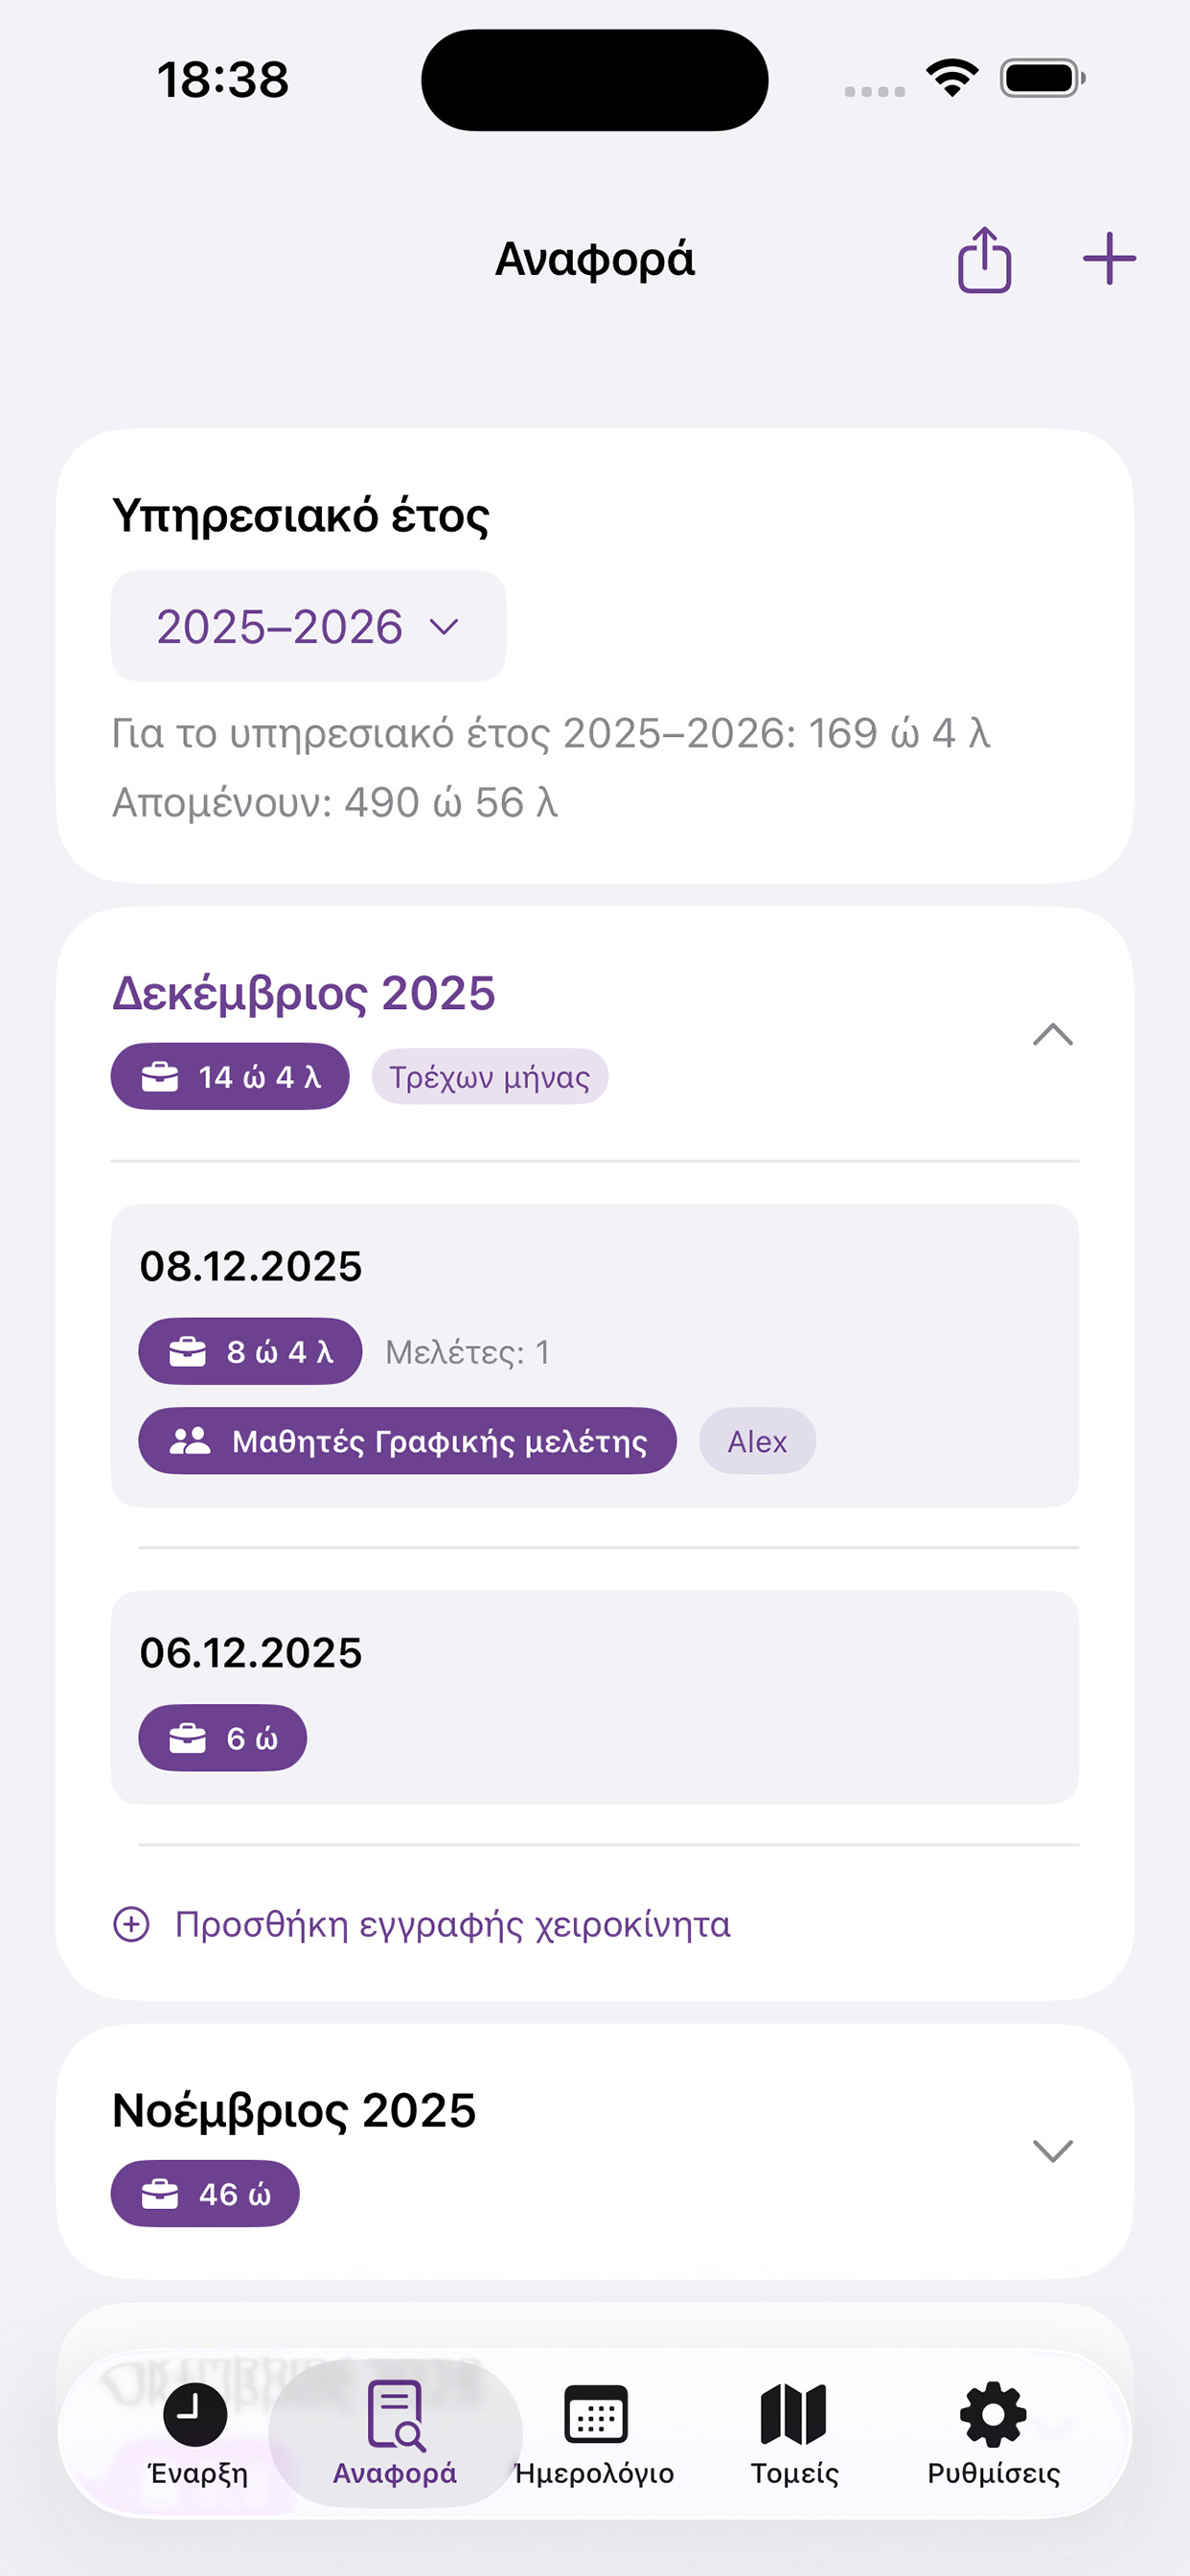 18:38
Αναφορά
Υπηρεσιακό έτος
2025–2026
Για το υπηρεσιακό έτος 2025–2026: 169 ώ 4 λ
Απομένουν: 490 ώ 56 λ
Δεκέμβριος 2025
14 ώ 4 λ Τρέχων μήνας
08.12.2025
8 ώ 4 λ Μελέτες: 1
Μαθητές Γραφικής μελέτης Alex
06.12.2025
6 ώ
Προσθήκη εγγραφής χειροκίνητα
Νοέμβριος 2025
46 ώ
Έναρξη Αναφορά Ημερολόγιο Τομείς Ρυθμίσεις